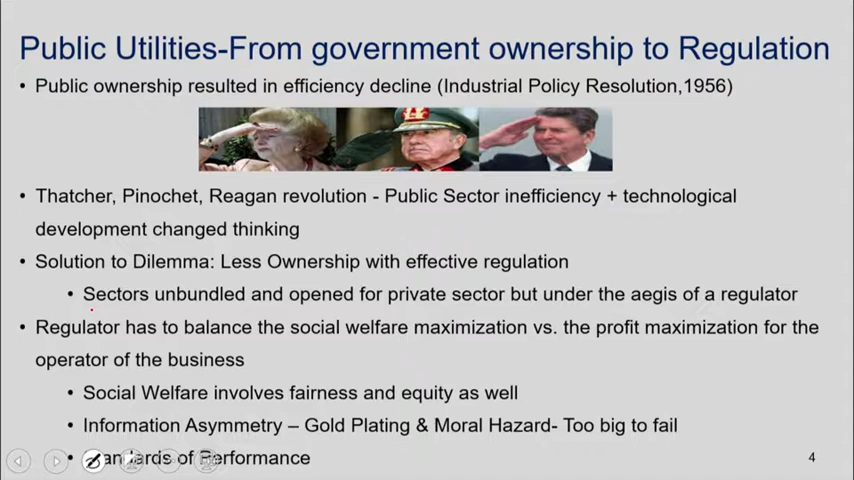 Public Utilities-From government ownership to Regulation
• Public ownership resulted in efficiency decline (Industrial Policy Resolution,1956)
• Thatcher, Pinochet, Reagan revolution - Public Sector inefficiency + technological
development changed thinking
• Solution to Dilemma: Less Ownership with effective regulation
• Sectors unbundled and opened for private sector but under the aegis of a regulator
• Regulator has to balance the social welfare maximization vs. the profit maximization for the
operator of the business
• Social Welfare involves fairness and equity as well
• Information Asymmetry – Gold Plating & Moral Hazard- Too big to fail
• Standards of Performance
4